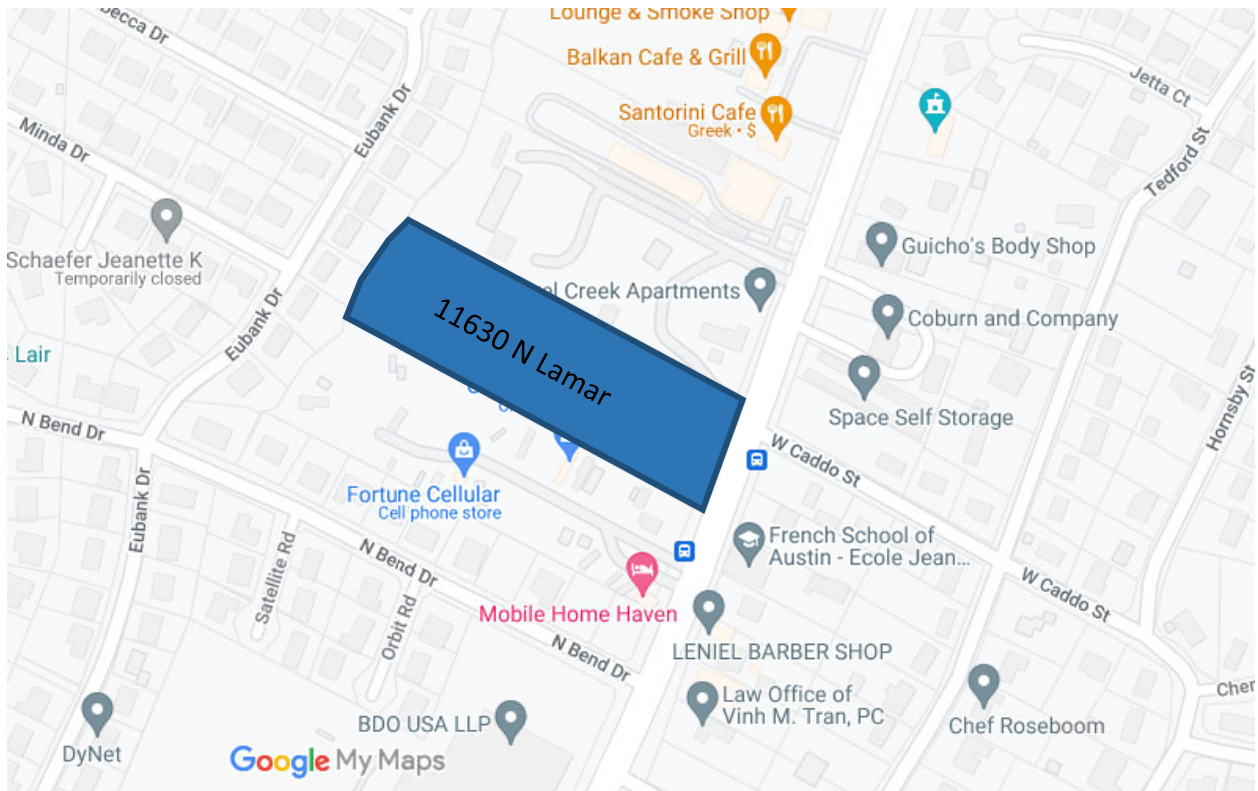 Lounge & Smoke Shop
becca Dr
Balkan Cafe & Grill
Jetta Ct
Eubank Dr
Santorini Cafe
Greek • $
Minda Dr
Tedford St
Guicho's Body Shop
Schaefer Jeanette K
Temporarily closed
el Creek Apartments
Coburn and Company
11630 N Lamar
Eubank Dr
Lair
Space Self Storage
Hornsby St
N Bend Dr
W Caddo St
Fortune Cellular
Cell phone store
Eubank Dr
French School of
Austin - Ecole Jean...
Satellite Rd
N Bend Dr
W Caddo St
Mobile Home Haven
Orbit Rd
LENIEL BARBER SHOP
N Bend Dr
Cher
Law Office of
Vinh M. Tran, PC
BDO USA LLP
Chef Roseboom
DyNet
Google My Maps